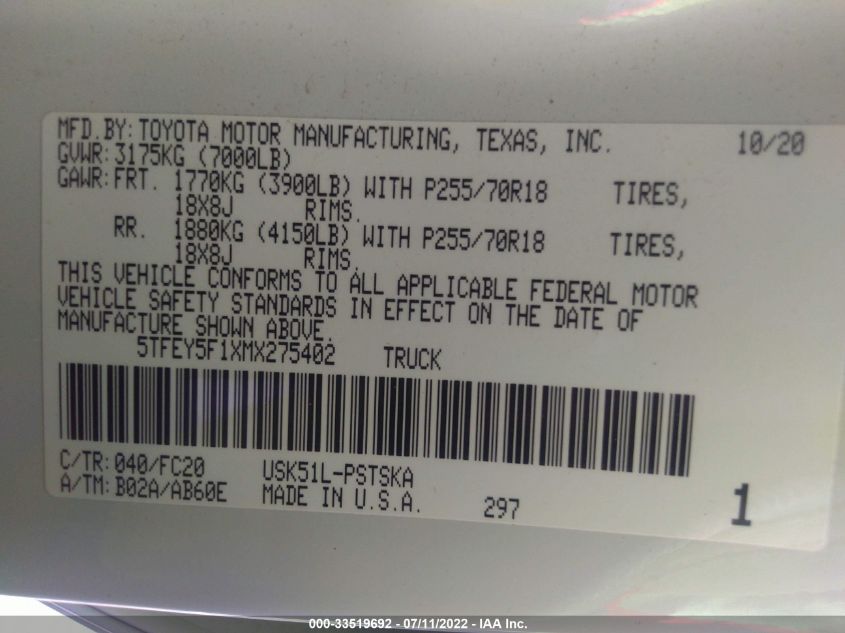 MFD.BY:TOYOTA MOTOR MANUFACTURING, TEXAS, INC. 10/20
GVWR:3175KG (7000LB)
GAWR:FRT. 1770KG (3900LB) WITH P255/70R18 TIRES,
18X8J RIMS.
RR. 1880KG (4150LB) WITH P255/70R18 TIRES,
18X8J RIMS.
THIS VEHICLE CONFORMS TO ALL APPLICABLE FEDERAL MOTOR
VEHICLE SAFETY STANDARDS IN EFFECT ON THE DATE OF
MANUFACTURE SHOWN ABOVE.
5TFEY5F1XMX275402 TRUCK
C/TR:040/FC20 USK51L-PSTSKA
A/TM:B02A/AB60E MADE IN U.S.A. 297 1
000-33519692 - 07/11/2022 - IAA Inc.